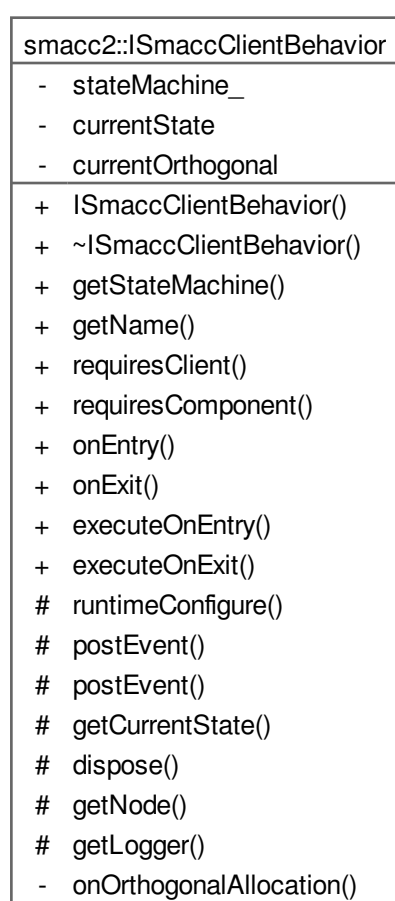 smacc2::ISmaccClientBehavior
- stateMachine_
- currentState
- currentOrthogonal
+ ISmaccClientBehavior()
+ ~ISmaccClientBehavior()
+ getStateMachine()
+ getName()
+ requiresClient()
+ requiresComponent()
+ onEntry()
+ onExit()
+ executeOnEntry()
+ executeOnExit()
# runtimeConfigure()
# postEvent()
# postEvent()
# getCurrentState()
# dispose()
# getNode()
# getLogger()
- onOrthogonalAllocation()